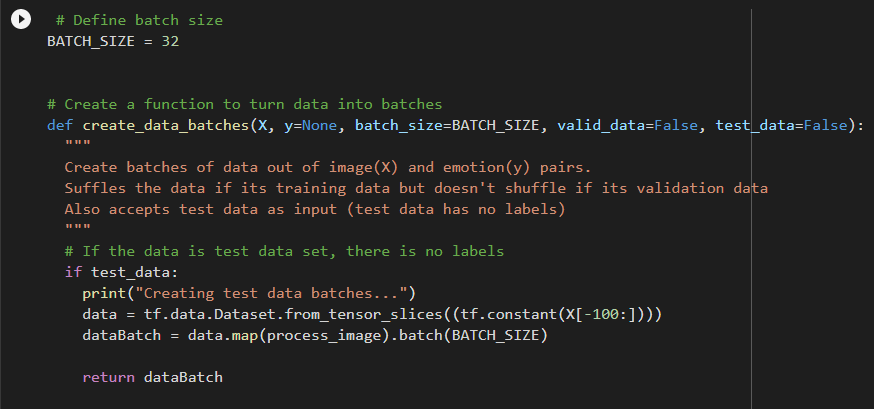 # Define batch size
BATCH_SIZE = 32
# Create a function to turn data into batches
def create_data_batches(X, y=None, batch_size=BATCH_SIZE, valid_data=False, test_data=False):
"""
Create batches of data out of image(X) and emotion(y) pairs.
Suffles the data if its training data but doesn't shuffle if its validation data
Also accepts test data as input (test data has no labels)
"""
# If the data is test data set, there is no labels
if test_data:
print("Creating test data batches...")
data = tf.data.Dataset.from_tensor_slices((tf.constant(X[-100:])))
dataBatch = data.map(process_image).batch(BATCH_SIZE)
return dataBatch